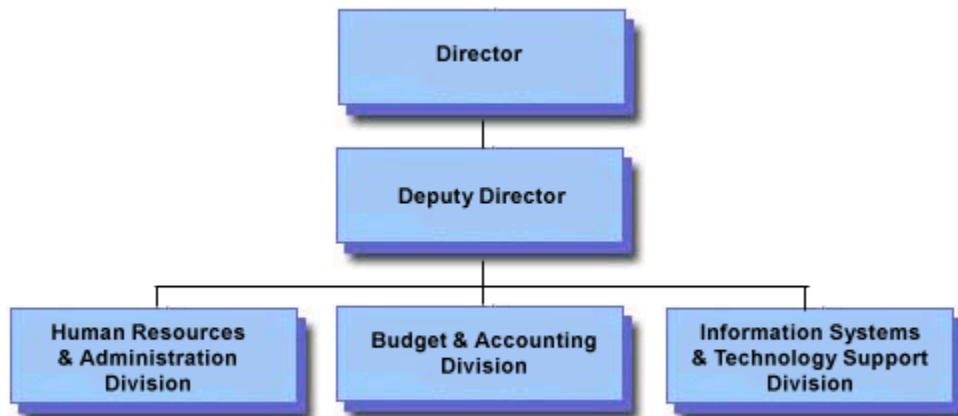 Director
Deputy Director
Human Resources
& Administration
Division
Budget & Accounting
Division
Information Systems
& Technology Support
Division